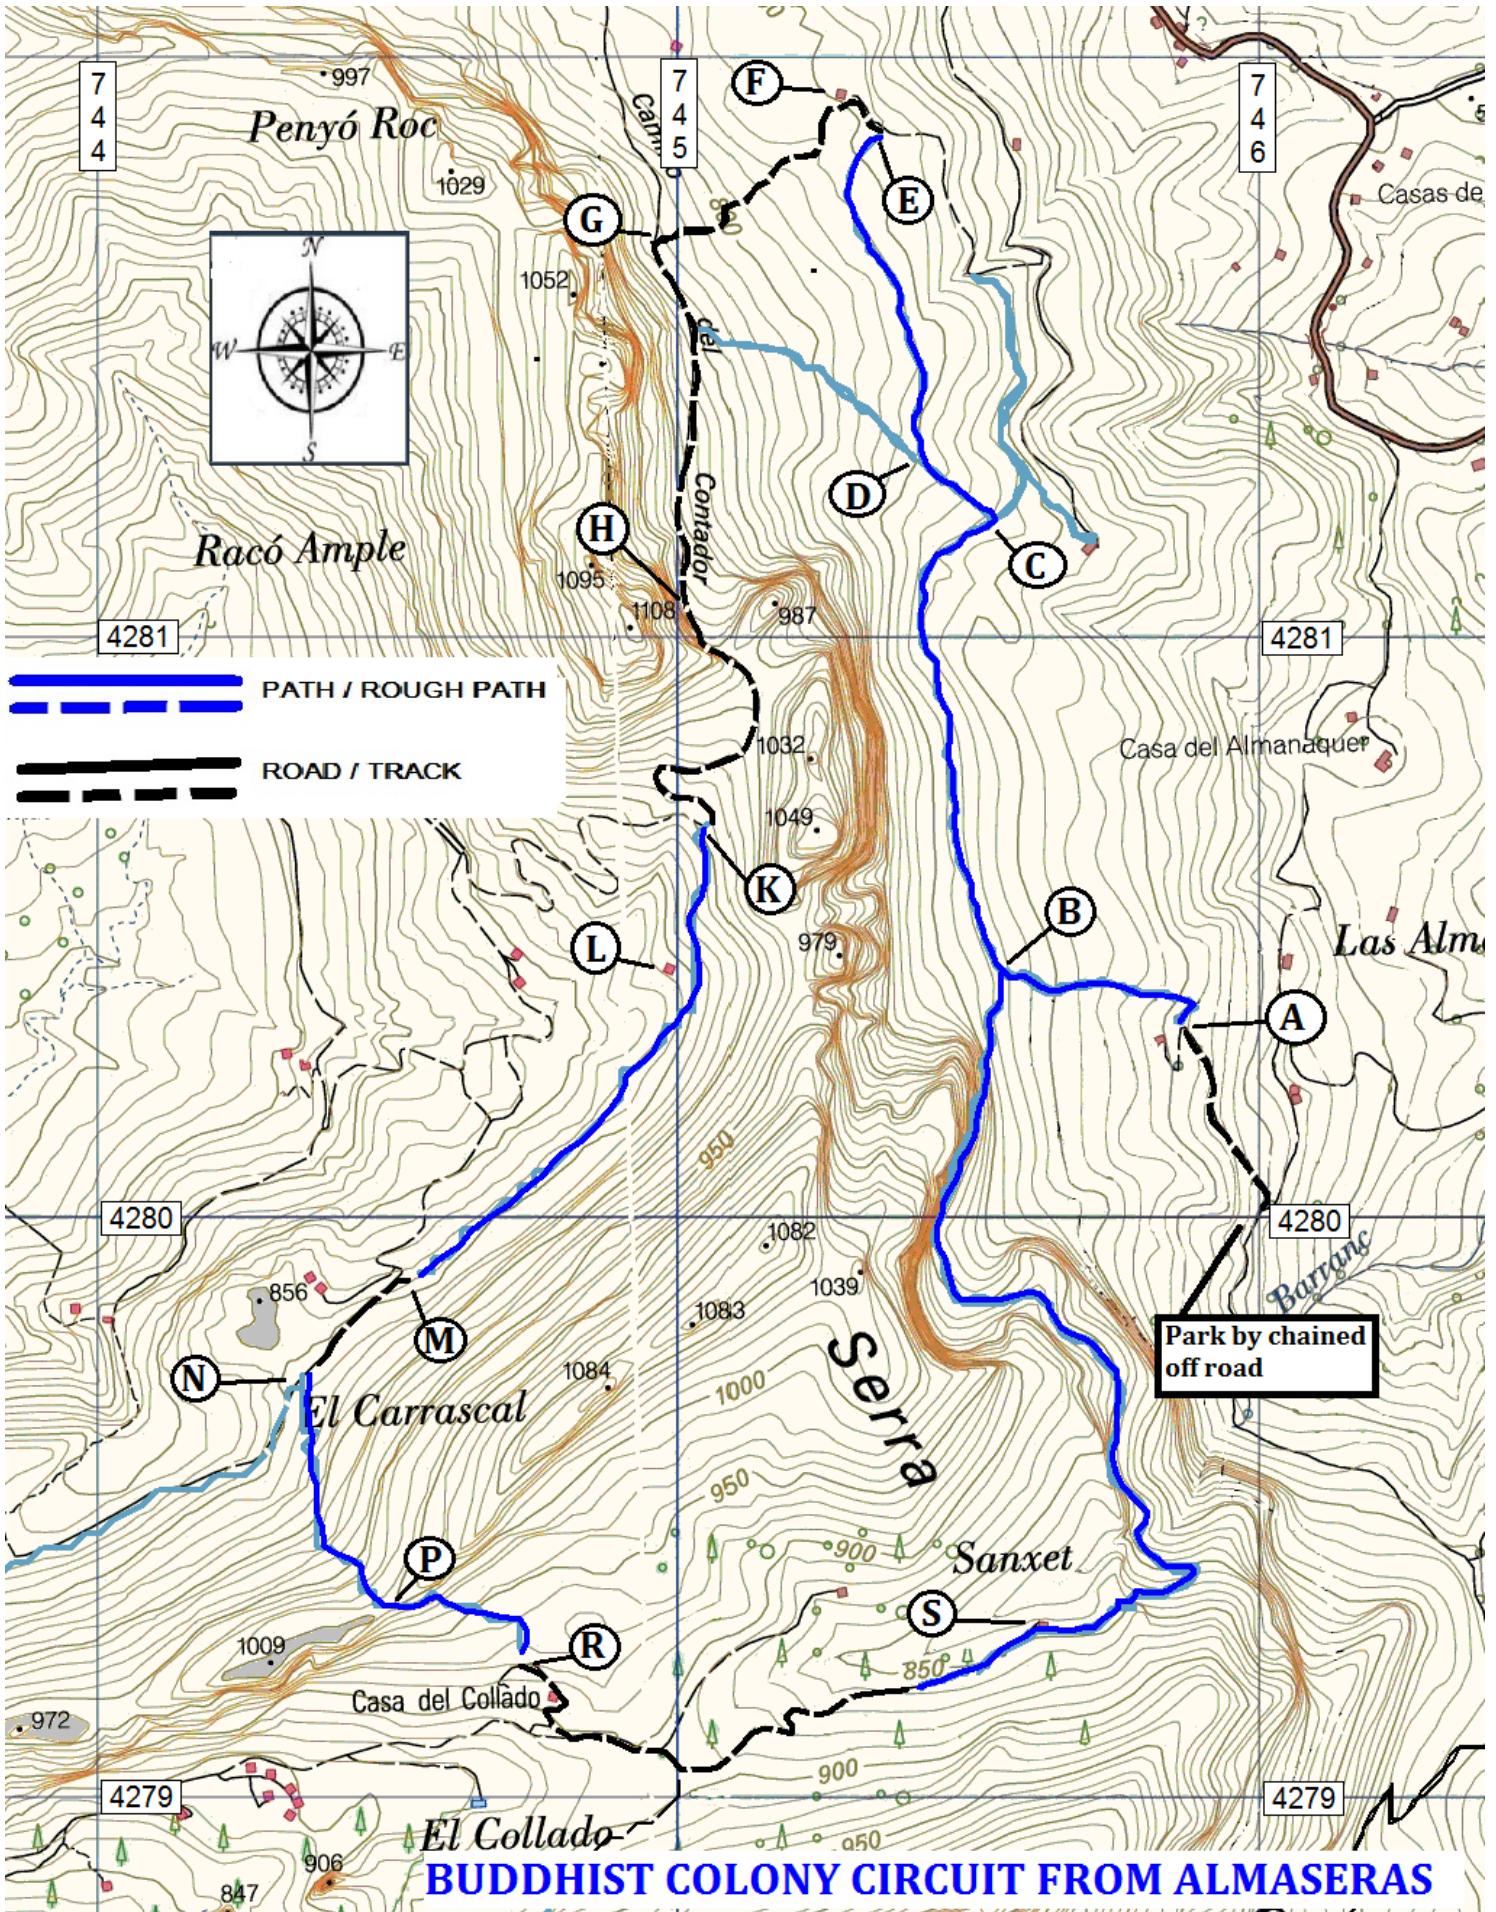 997
Penyó Roc
1029
744
745
746
F
Camino
E
G
800
Casas de
N
W
E
S
1052
del
D
H
Contador
C
Racó Ample
1095
1108
987
4281
4281
PATH / ROUGH PATH
ROAD / TRACK
1032
Casa del Almanaquer
1049
K
B
L
979
Las Alm
A
950
4280
4280
1082
Barranç
856
1039
1083
M
Park by chained
off road
N
1084
1000
El Carrascal
Serra
950
P
900
Sanxet
S
1009
R
850
Casa del Collado
972
4279
900
4279
El Collado
950
906
847
BUDDHIST COLONY CIRCUIT FROM ALMASERAS